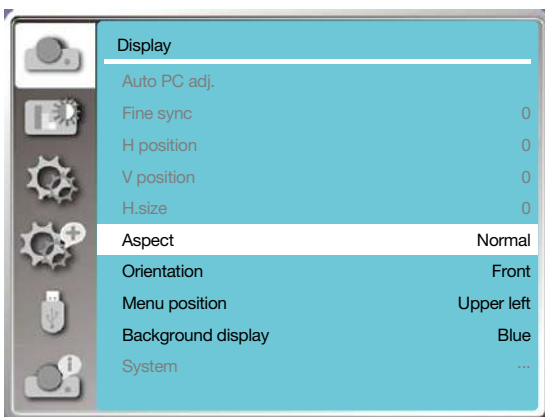 Display
Auto PC adj.
Fine sync 0
H position 0
V position 0
H.size 0
Aspect Normal
Orientation Front
Menu position Upper left
Background display Blue
System ...